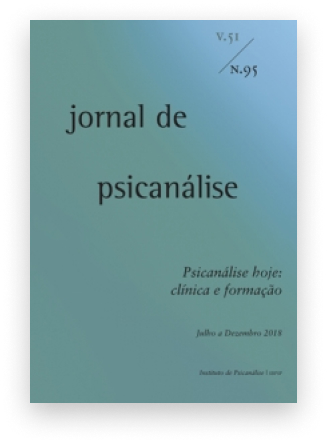 V.51
N.95
jornal de
psicanálise
Psicanálise hoje:
clínica e formação
Julho a Dezembro 2018
Instituto de Psicanálise |